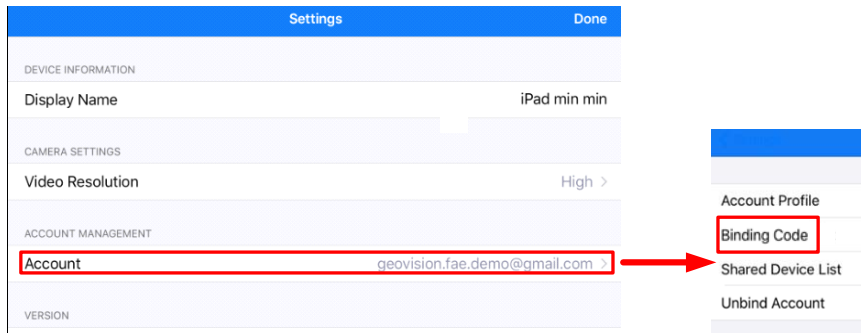 Settings Done
DEVICE INFORMATION
Display Name iPad min min
CAMERA SETTINGS
Video Resolution High >
ACCOUNT MANAGEMENT
Account geovision.fae.demo@gmail.com >
VERSION
Account Profile
Binding Code
Shared Device List
Unbind Account